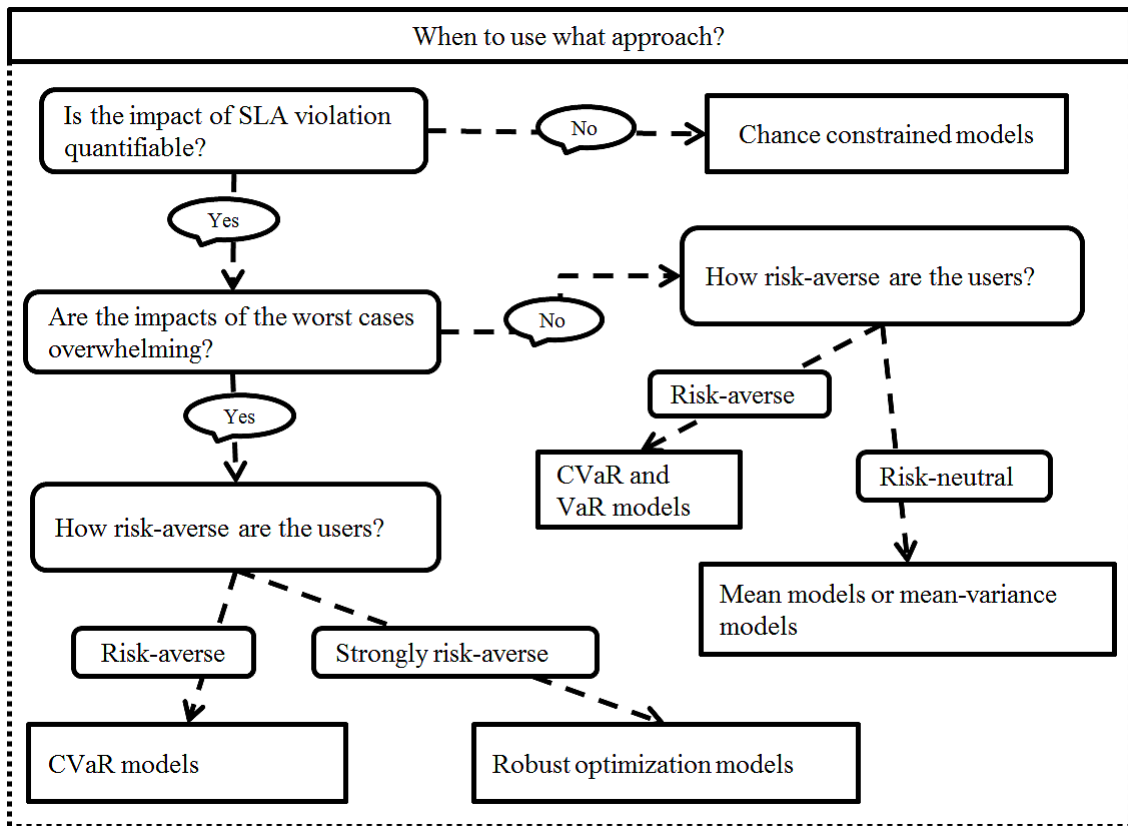 When to use what approach?
Is the impact of SLA violation
quantifiable?
No
Chance constrained models
Yes
Are the impacts of the worst cases
overwhelming?
No
How risk-averse are the users?
Risk-averse
CVaR and
VaR models
Risk-neutral
Mean models or mean-variance
models
Yes
How risk-averse are the users?
Risk-averse
Strongly risk-averse
CVaR models
Robust optimization models